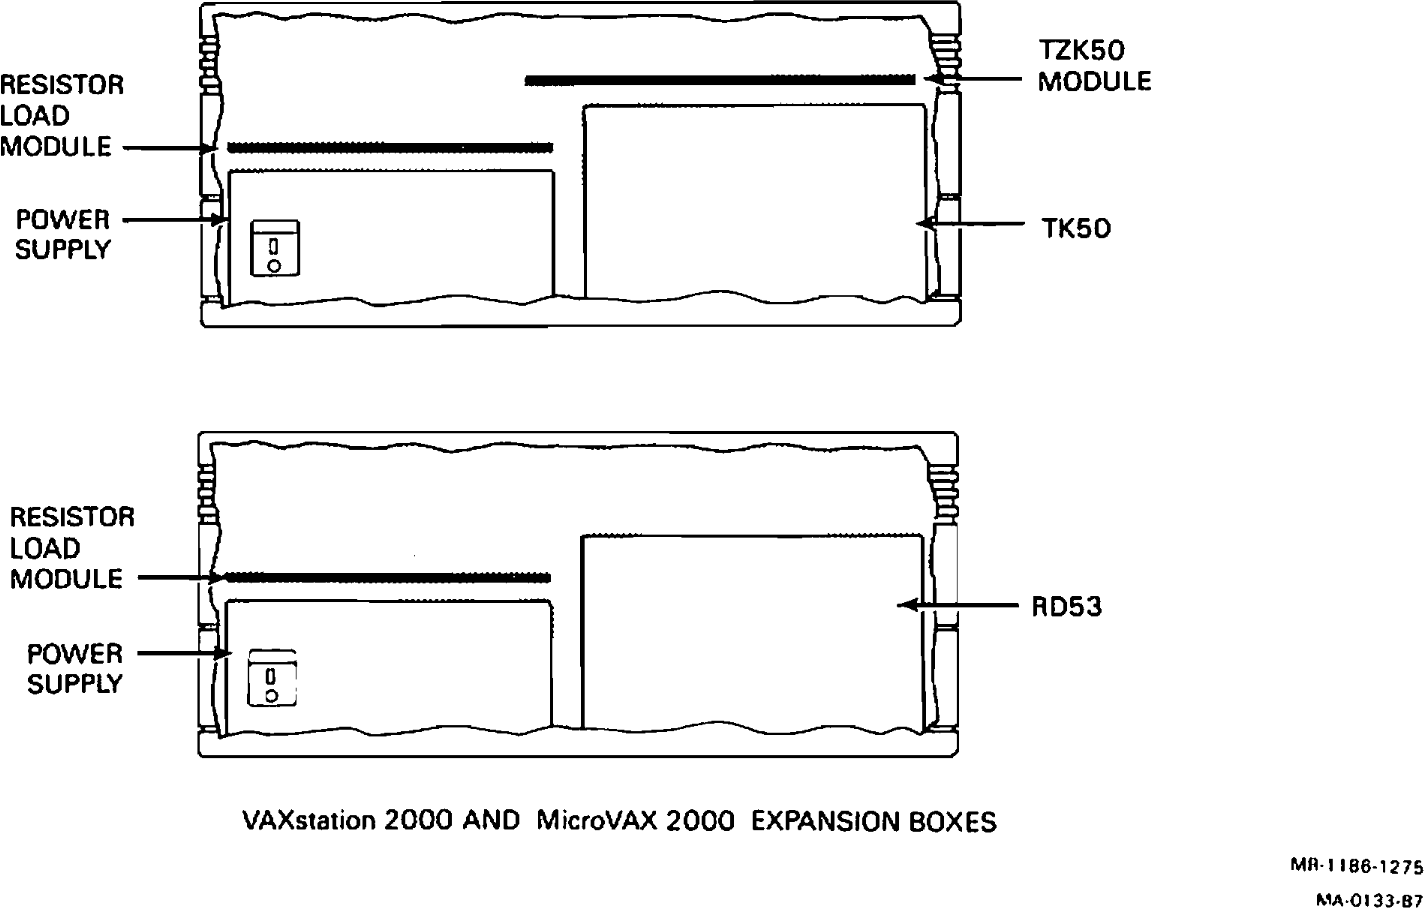 TZK50
MODULE
RESISTOR
LOAD
MODULE
POWER
SUPPLY
TK50
RESISTOR
LOAD
MODULE
RD53
POWER
SUPPLY
VAXstation 2000 AND MicroVAX 2000 EXPANSION BOXES
MR-1186-1275
MA-0133-87